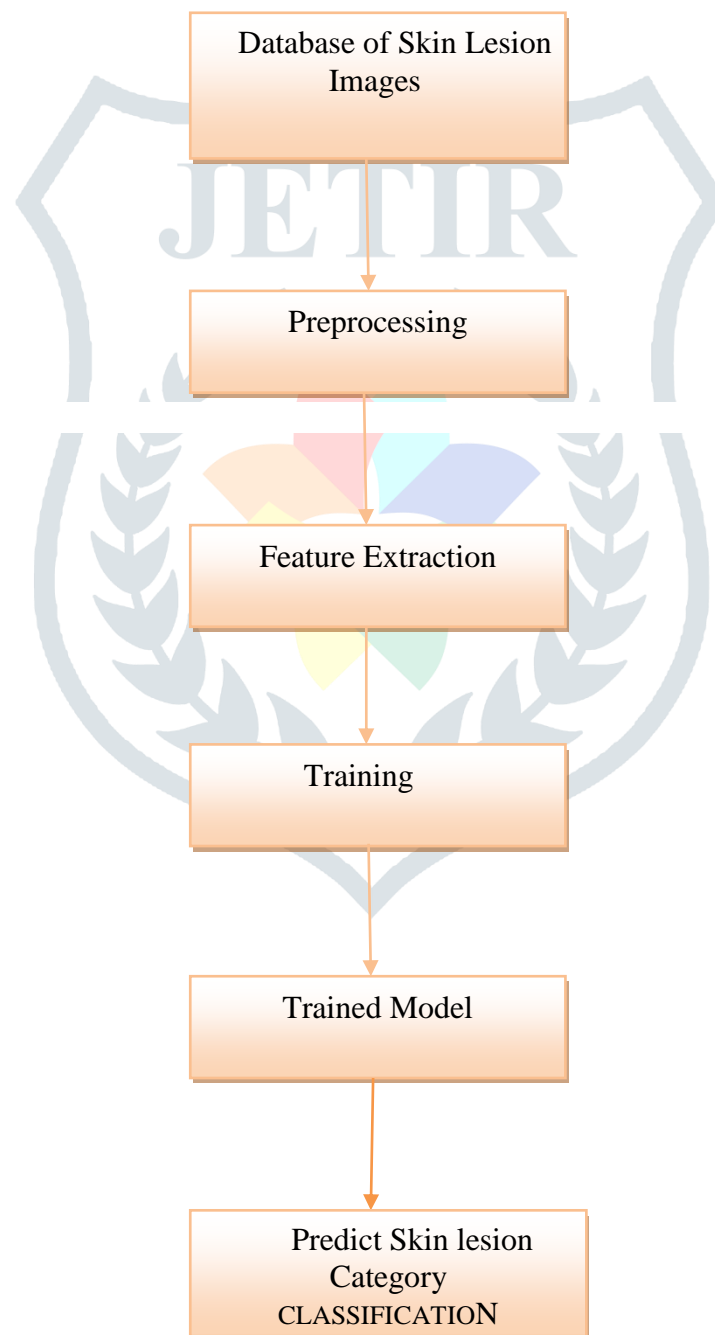 Database of Skin Lesion
Images
JETIR
Preprocessing
Feature Extraction
Training
Trained Model
Predict Skin lesion
Category
CLASSIFICATION